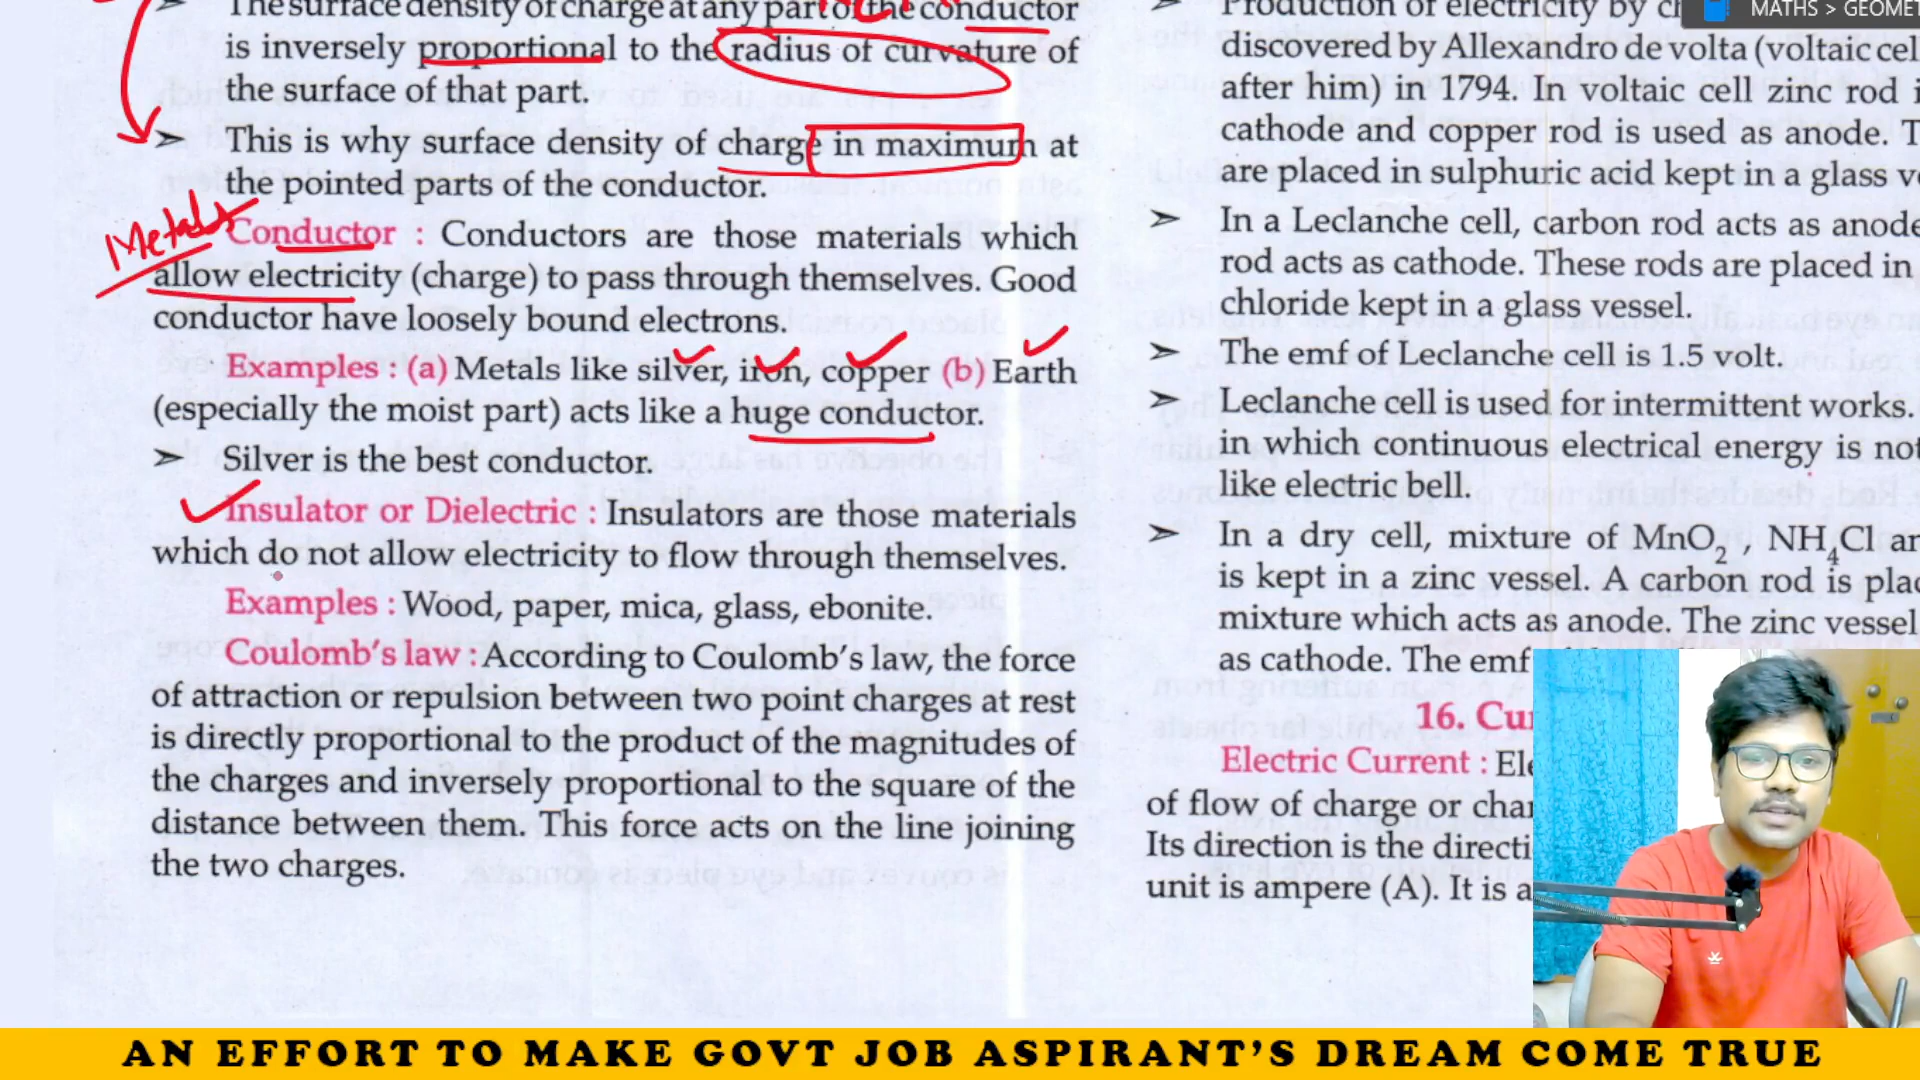 The surface density of charge at any part of the conductor
is inversely proportional to the radius of curvature of
the surface of that part.
➤ This is why surface density of charge in maximum at
the pointed parts of the conductor.
Metals
Conductor : Conductors are those materials which
allow electricity (charge) to pass through themselves. Good
conductor have loosely bound electrons.
Examples : (a) Metals like silver, iron, copper (b) Earth
(especially the moist part) acts like a huge conductor.
➤ Silver is the best conductor.
Insulator or Dielectric : Insulators are those materials
which do not allow electricity to flow through themselves.
Examples : Wood, paper, mica, glass, ebonite.
Coulomb's law : According to Coulomb's law, the force
of attraction or repulsion between two point charges at rest
is directly proportional to the product of the magnitudes of
the charges and inversely proportional to the square of the
distance between them. This force acts on the line joining
the two charges.
MATHS > GEOMET
Production of electricity by
discovered by Allexandro de volta (voltaic cel
after him) in 1794. In voltaic cell zinc rod
cathode and copper rod is used as anode. T
are placed in sulphuric acid kept in a glass ve
➤ In a Leclanche cell, carbon rod acts as anode
rod acts as cathode. These rods are placed in
chloride kept in a glass vessel.
➤ The emf of Leclanche cell is 1.5 volt.
➤ Leclanche cell is used for intermittent works.
in which continuous electrical energy is not
like electric bell.
➤ In a dry cell, mixture of MnO₂, NH₄Cl an
is kept in a zinc vessel. A carbon rod is plac
mixture which acts as anode. The zinc vessel
as cathode. The emf
16. Cu
Electric Current : Ele
of flow of charge or char
Its direction is the directi
unit is ampere (A). It is a
AN EFFORT TO MAKE GOVT JOB ASPIRANT'S DREAM COME TRUE